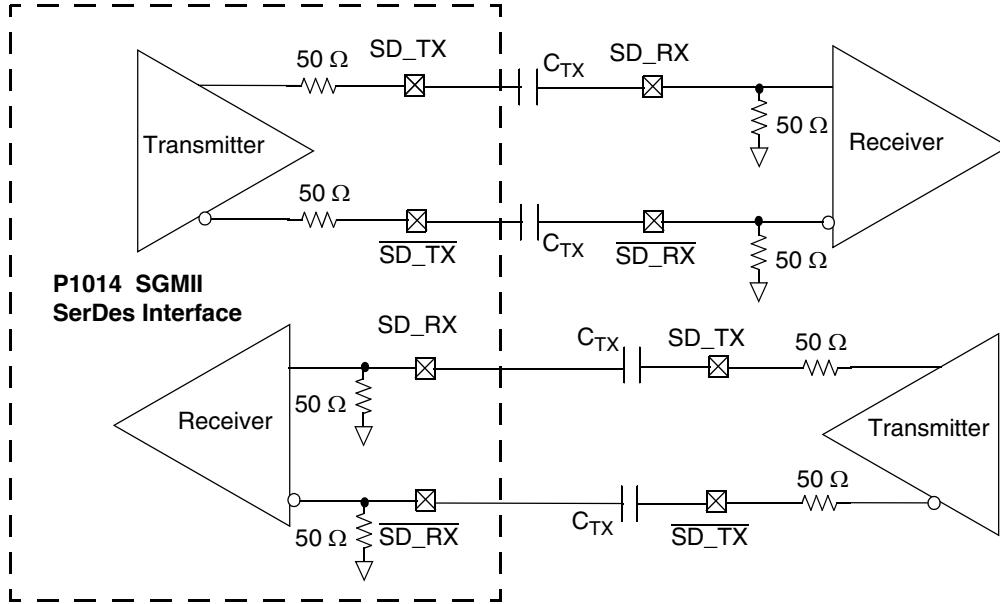 SD_TX
50 Ω
C_TX
SD_RX
50 Ω
Transmitter
Receiver
50 Ω
SD_TX
C_TX
SD_RX
50 Ω
P1014 SGMII
SerDes Interface
SD_RX
C_TX
SD_TX
50 Ω
50 Ω
Receiver
Transmitter
50 Ω
50 Ω
SD_RX
C_TX
SD_TX